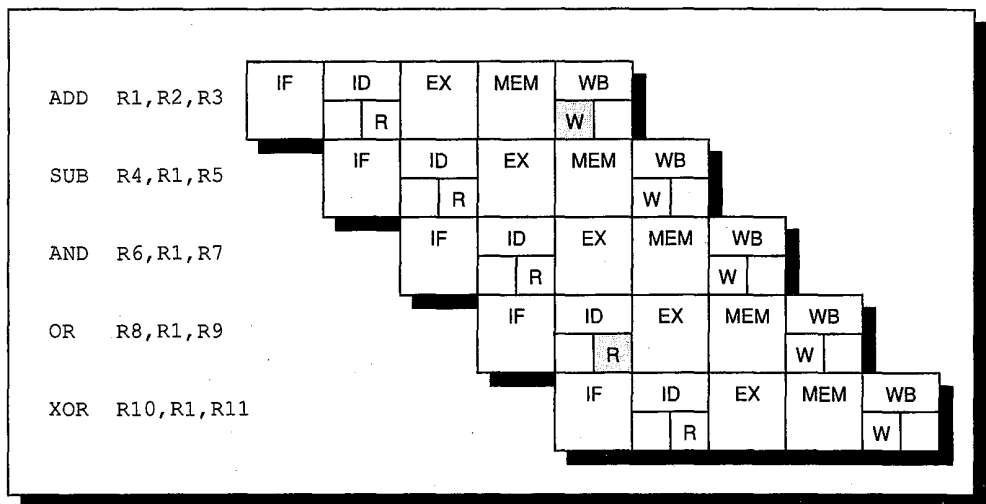 IF ID EX MEM WB
ADD R1,R2,R3
R W
IF ID EX MEM WB
SUB R4,R1,R5
R W
IF ID EX MEM WB
AND R6,R1,R7
R W
IF ID EX MEM WB
OR R8,R1,R9
R W
IF ID EX MEM WB
XOR R10,R1,R11
R W